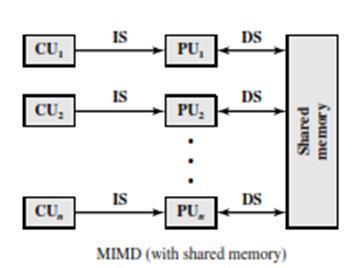 CU₁ IS PU₁ DS
CU₂ IS PU₂ DS
CUₙ IS PUₙ DS
Shared
memory
MIMD (with shared memory)